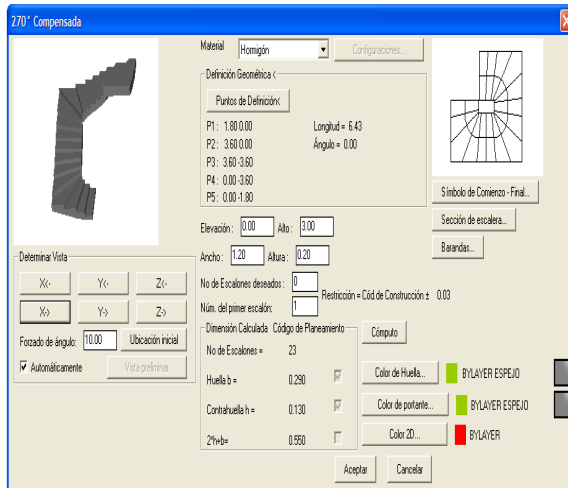 270° Compensada
Material Hormigón Configuraciones...
Definición Geométrica <
Puntos de Definición<
P1 : 1.80 0.00 Longitud = 6.43
P2 : 3.60 0.00 Ángulo = 0.00
P3 : 3.60 -3.60
P4 : 0.00 -3.60
P5 : 0.00 -1.80
Símbolo de Comienzo - Final...
Sección de escalera...
Barandas...
Elevación : 0.00 Alto : 3.00
Ancho : 1.20 Altura : 0.20
No de Escalones deseados : 0
Restricción = Cód.de Construcción ± 0.03
Núm. del primer escalón: 1
Determinar Vista
X<- Y<- Z<-
X-> Y-> Z->
Forzado de ángulo: 10.00 Ubicación inicial
Automáticamente Vista preliminar
Dimensión Calculada Código de Planeamiento
No de Escalones = 23
Huella b = 0.290
Contrahuella h = 0.130
2*h+b= 0.550
Cómputo
Color de Huella... BYLAYER ESPEJO
Color de portante... BYLAYER ESPEJO
Color 2D... BYLAYER
Aceptar Cancelar